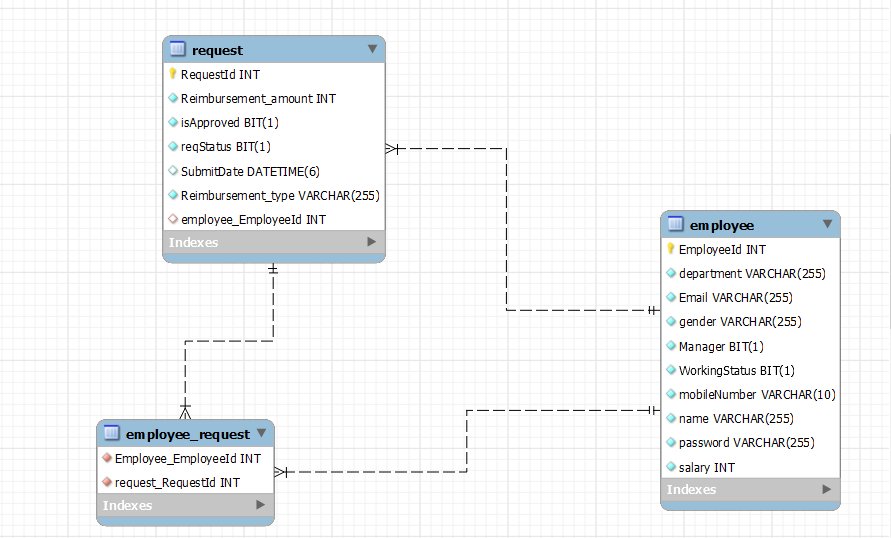 request
RequestId INT
Reimbursement_amount INT
isApproved BIT(1)
reqStatus BIT(1)
SubmitDate DATETIME(6)
Reimbursement_type VARCHAR(255)
employee_EmployeeId INT
Indexes
employee
EmployeeId INT
department VARCHAR(255)
Email VARCHAR(255)
gender VARCHAR(255)
Manager BIT(1)
WorkingStatus BIT(1)
mobileNumber VARCHAR(10)
name VARCHAR(255)
password VARCHAR(255)
salary INT
Indexes
employee_request
Employee_EmployeeId INT
request_RequestId INT
Indexes